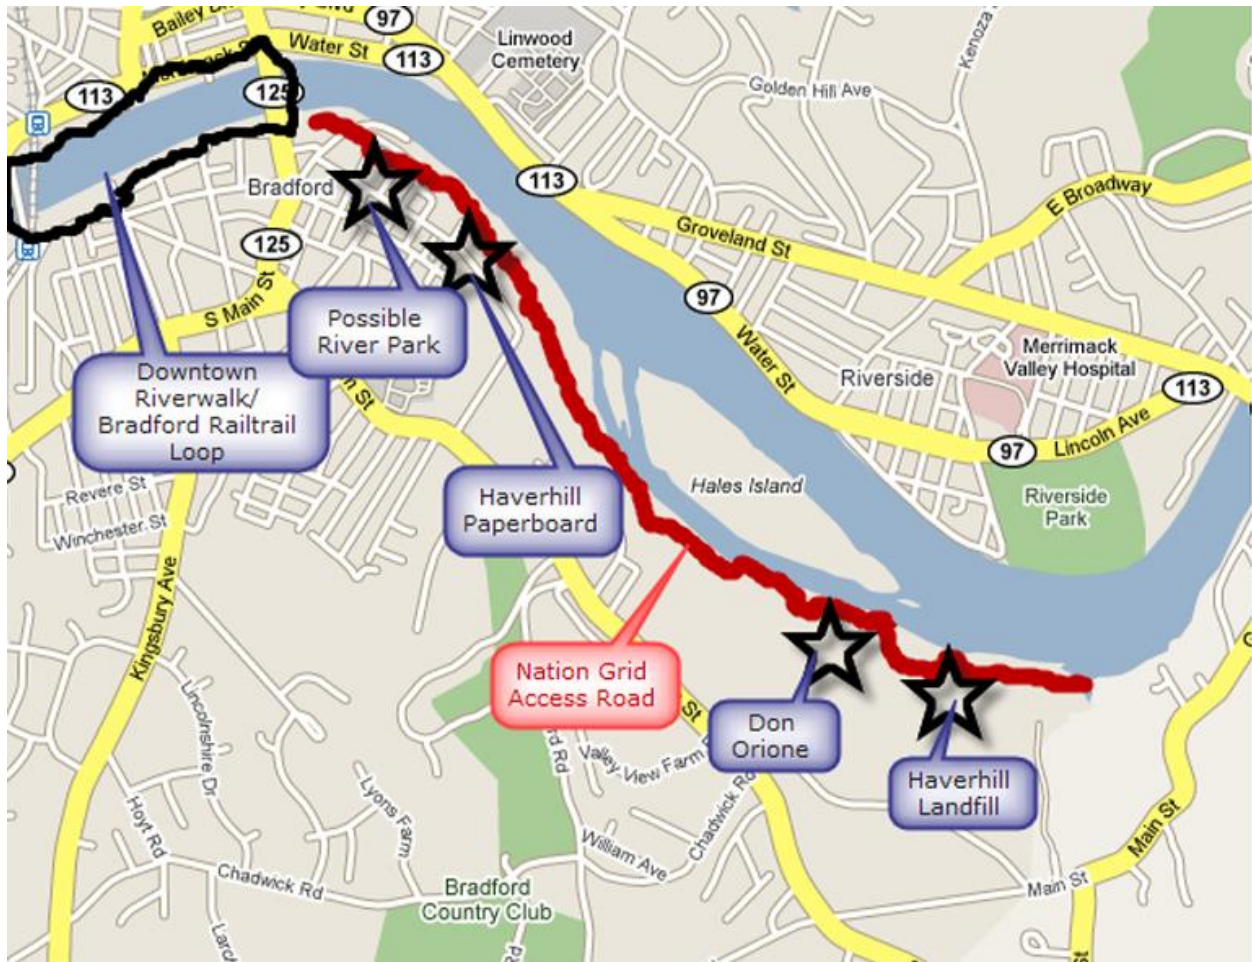 Bailey
97
Water St
113
Linwood
Cemetery
Golden Hill Ave
Kenoza
113
125
E Broadway
Bradford
113
Groveland St
125
S Main St
97
Water St
Possible
River Park
Merrimack
Valley Hospital
Riverside
113
Downtown
Riverwalk/
Bradford Railtrail
Loop
St
Lincoln Ave
97
Revere St
Winchester St
Haverhill
Paperboard
Hales Island
Riverside
Park
Kingsbury Ave
Nation Grid
Access Road
St
Don
Orione
Lincolnshire Dr
Rd
Valley View Farm
Haverhill
Landfill
Lyons Farm
Hoyt Rd
Chadwick Rd
William Ave
Main St
Chadwick Rd
Main St
Bradford
Country Club